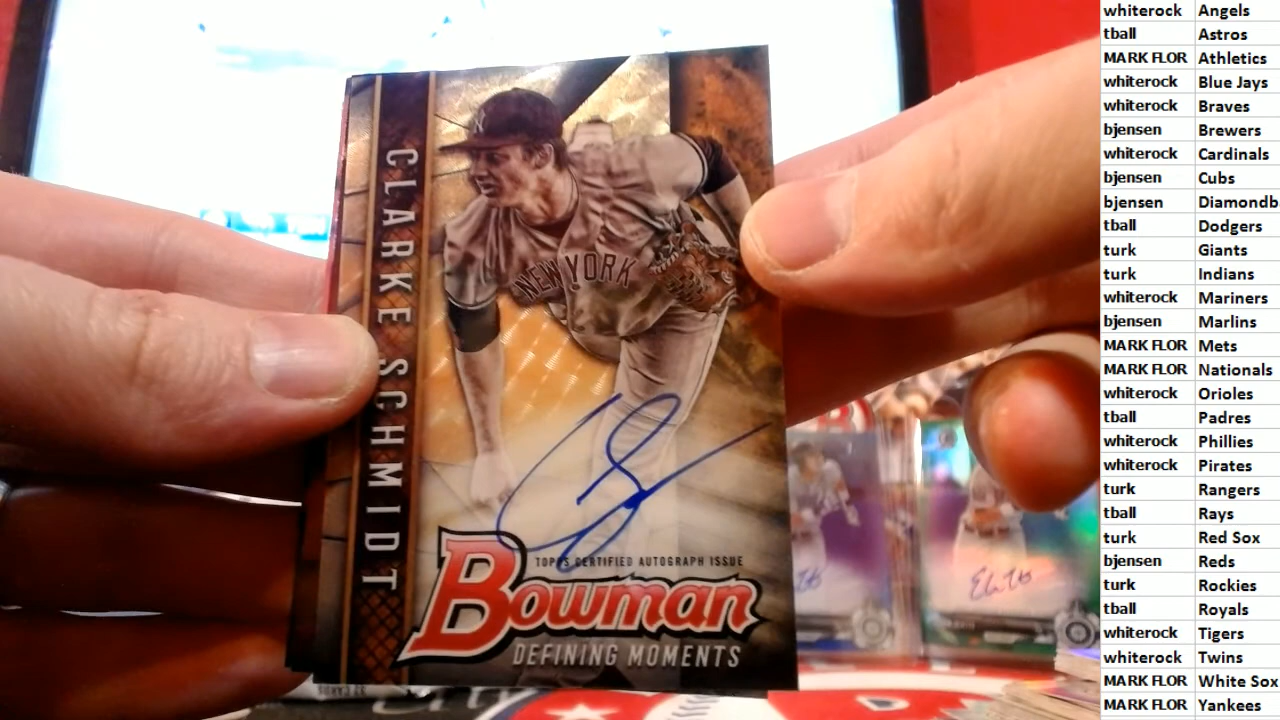 CLARKE SCHMIDT
N
NEW YORK
TOPPS CERTIFIED AUTOGRAPH ISSUE
Bowman
DEFINING MOMENTS
whiterock Angels
tball Astros
MARK FLOR Athletics
whiterock Blue Jays
whiterock Braves
bjensen Brewers
whiterock Cardinals
bjensen Cubs
bjensen Diamondb
tball Dodgers
turk Giants
turk Indians
whiterock Mariners
bjensen Marlins
MARK FLOR Mets
MARK FLOR Nationals
whiterock Orioles
tball Padres
whiterock Phillies
whiterock Pirates
turk Rangers
tball Rays
turk Red Sox
bjensen Reds
turk Rockies
tball Royals
whiterock Tigers
whiterock Twins
MARK FLOR White Sox
MARK FLOR Yankees